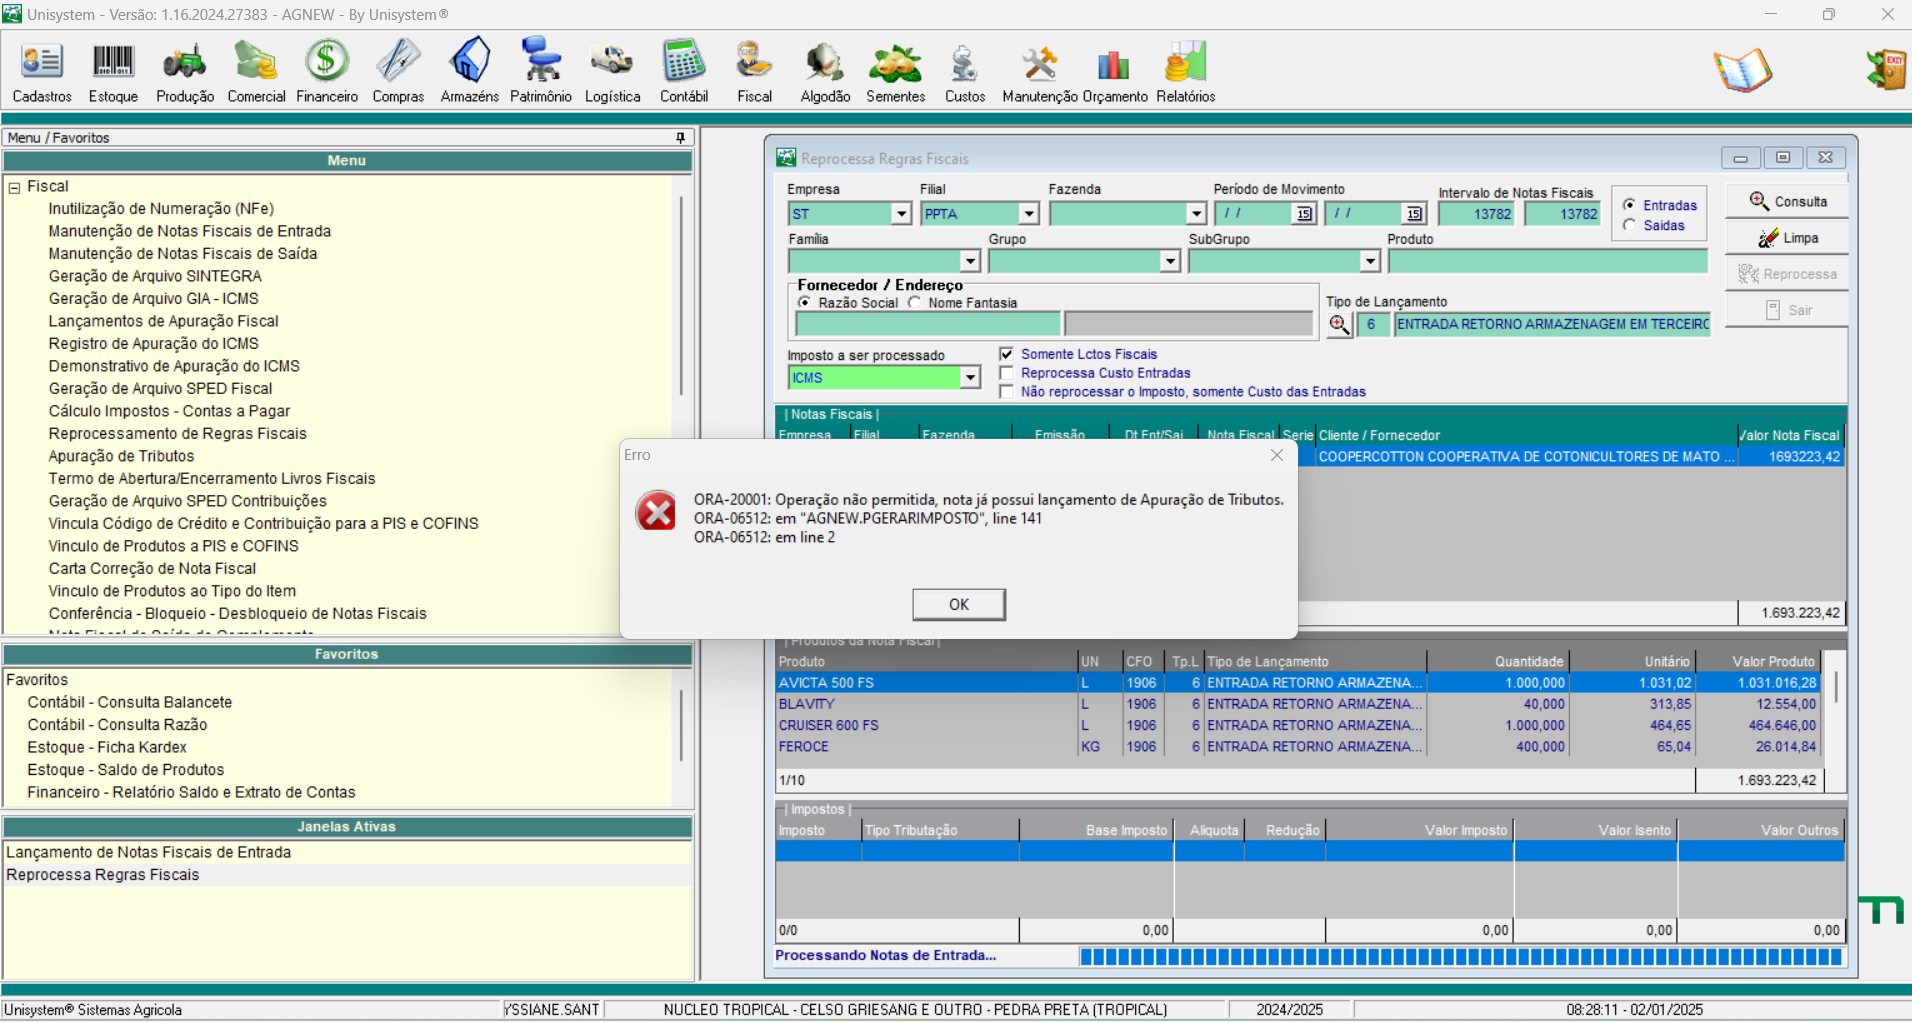 Unisystem - Versão: 1.16.2024.27383 - AGNEW - By Unisystem®
Cadastros Estoque Produção Comercial Financeiro Compras Armazéns Patrimônio Logística Contábil Fiscal Algodão Sementes Custos Manutenção Orçamento Relatórios
EXIT
Menu / Favoritos
Menu
Fiscal
Inutilização de Numeração (NFe)
Manutenção de Notas Fiscais de Entrada
Manutenção de Notas Fiscais de Saída
Geração de Arquivo SINTEGRA
Geração de Arquivo GIA - ICMS
Lançamentos de Apuração Fiscal
Registro de Apuração do ICMS
Demonstrativo de Apuração do ICMS
Geração de Arquivo SPED Fiscal
Cálculo Impostos - Contas a Pagar
Reprocessamento de Regras Fiscais
Apuração de Tributos
Termo de Abertura/Encerramento Livros Fiscais
Geração de Arquivo SPED Contribuições
Vincula Código de Crédito e Contribuição para a PIS e COFINS
Vinculo de Produtos a PIS e COFINS
Carta Correção de Nota Fiscal
Vinculo de Produtos ao Tipo do Item
Conferência - Bloqueio - Desbloqueio de Notas Fiscais
Nota Fiscal de Saída de Complemento
Favoritos
Favoritos
Contábil - Consulta Balancete
Contábil - Consulta Razão
Estoque - Ficha Kardex
Estoque - Saldo de Produtos
Financeiro - Relatório Saldo e Extrato de Contas
Janelas Ativas
Lançamento de Notas Fiscais de Entrada
Reprocessa Regras Fiscais
Reprocessa Regras Fiscais
Empresa Filial Fazenda Período de Movimento Intervalo de Notas Fiscais
ST PPTA / / 15 / / 15 13782 13782
Entradas
Saidas
Consulta
Limpa
Reprocessa
Sair
Família Grupo SubGrupo Produto
Fornecedor / Endereço
Razão Social Nome Fantasia
Tipo de Lançamento
6 ENTRADA RETORNO ARMAZENAGEM EM TERCEIRO
Imposto a ser processado
ICMS
Somente Lctos Fiscais
Reprocessa Custo Entradas
Não reprocessar o Imposto, somente Custo das Entradas
| Notas Fiscais |
Empresa Filial Fazenda Emissão Dt.Ent/Sai Nota Fiscal Serie Cliente / Fornecedor Valor Nota Fiscal
COOPERCOTTON COOPERATIVA DE COTONICULTORES DE MATO ... 1693223,42
1.693.223,42
Erro
ORA-20001: Operação não permitida, nota já possui lançamento de Apuração de Tributos.
ORA-06512: em "AGNEW.PGERARIMPOSTO", line 141
ORA-06512: em line 2
OK
| Produtos da Nota Fiscal |
Produto UN CFO Tp.L Tipo de Lançamento Quantidade Unitário Valor Produto
AVICTA 500 FS L 1906 6 ENTRADA RETORNO ARMAZENA... 1.000,000 1.031,02 1.031.016,28
BLAVITY L 1906 6 ENTRADA RETORNO ARMAZENA... 40,000 313,85 12.554,00
CRUISER 600 FS L 1906 6 ENTRADA RETORNO ARMAZENA... 1.000,000 464,65 464.646,00
FEROCE KG 1906 6 ENTRADA RETORNO ARMAZENA... 400,000 65,04 26.014,84
1/10 1.693.223,42
| Impostos |
Imposto Tipo Tributação Base Imposto Aliquota Redução Valor Imposto Valor Isento Valor Outros
0/0 0,00 0,00 0,00 0,00
Processando Notas de Entrada...
Unisystem® Sistemas Agricola YSSIANE.SANT NUCLEO TROPICAL - CELSO GRIESANG E OUTRO - PEDRA PRETA (TROPICAL) 2024/2025 08:28:11 - 02/01/2025